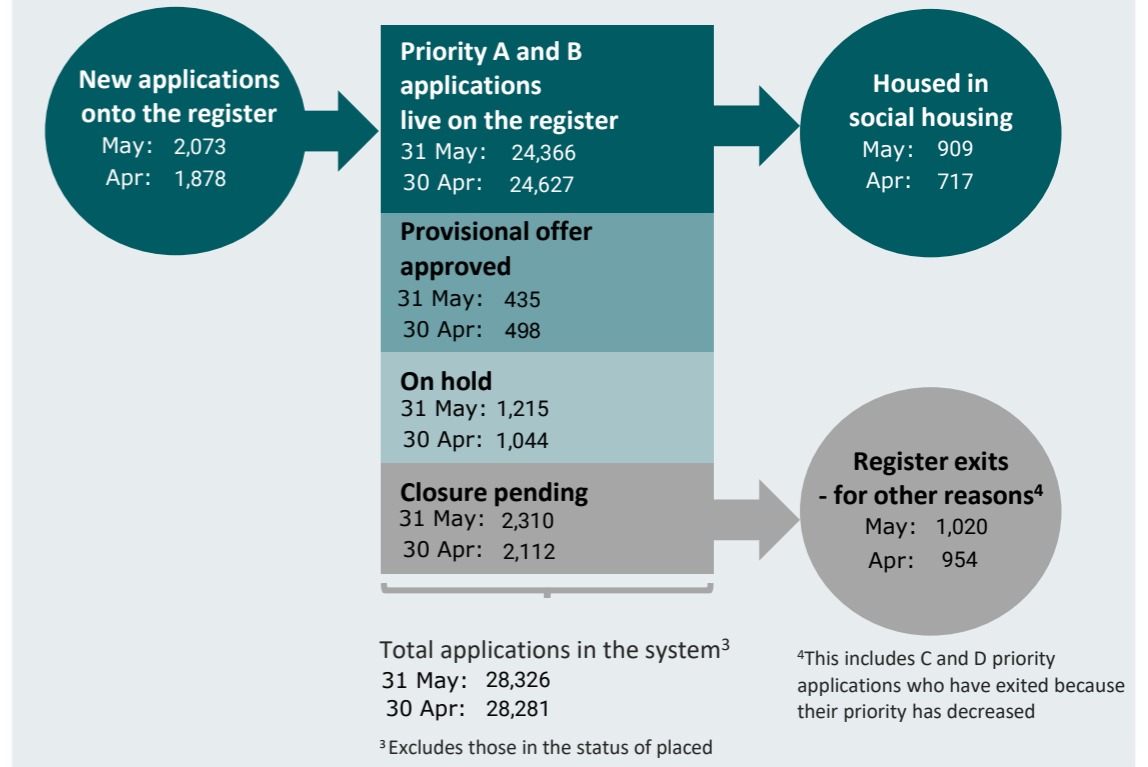 New applications
onto the register
May: 2,073
Apr: 1,878
Priority A and B
applications
live on the register
31 May: 24,366
30 Apr: 24,627
Housed in
social housing
May: 909
Apr: 717
Provisional offer
approved
31 May: 435
30 Apr: 498
On hold
31 May: 1,215
30 Apr: 1,044
Closure pending
31 May: 2,310
30 Apr: 2,112
Register exits
- for other reasons⁴
May: 1,020
Apr: 954
Total applications in the system³
31 May: 28,326
30 Apr: 28,281
³Excludes those in the status of placed
⁴This includes C and D priority
applications who have exited because
their priority has decreased